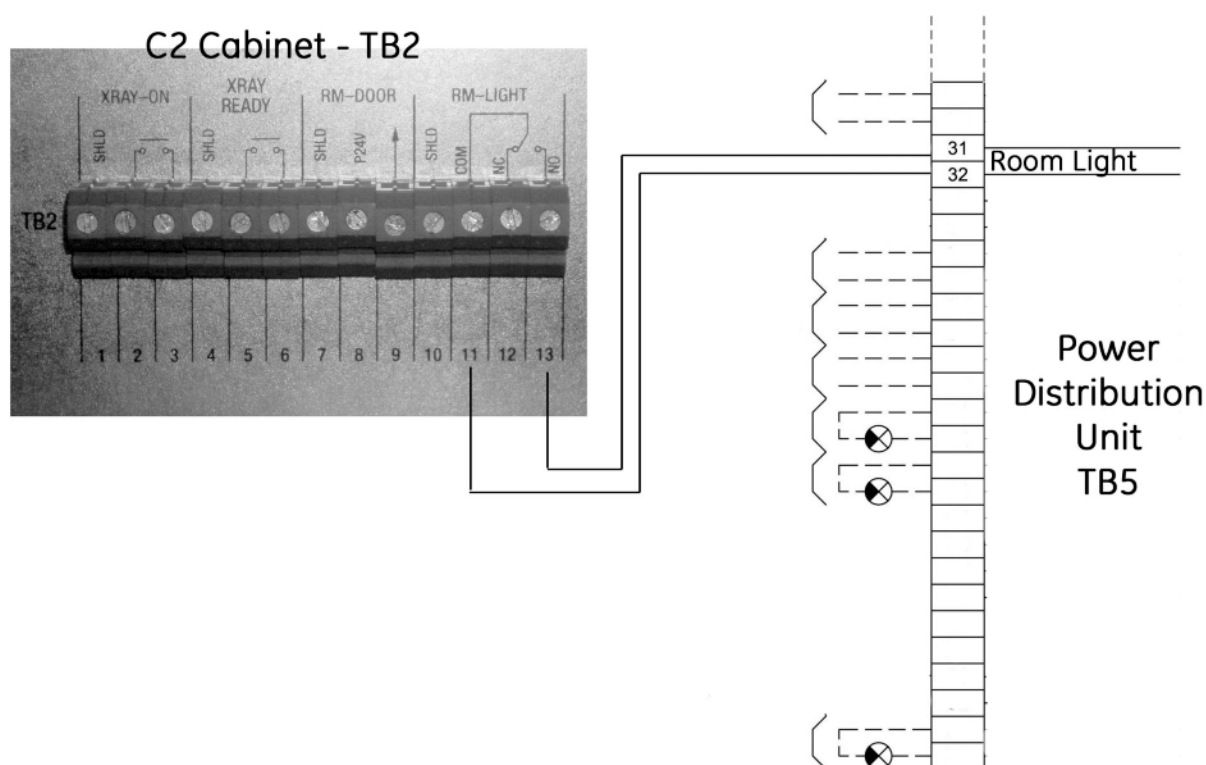 C2 Cabinet - TB2
XRAY-ON
XRAY
READY
RM-DOOR
RM-LIGHT
SHLD
SHLD
SHLD
P24V
SHLD
COM
NC
NO
TB2
1 2 3 4 5 6 7 8 9 10 11 12 13
31
32
Room Light
Power
Distribution
Unit
TB5